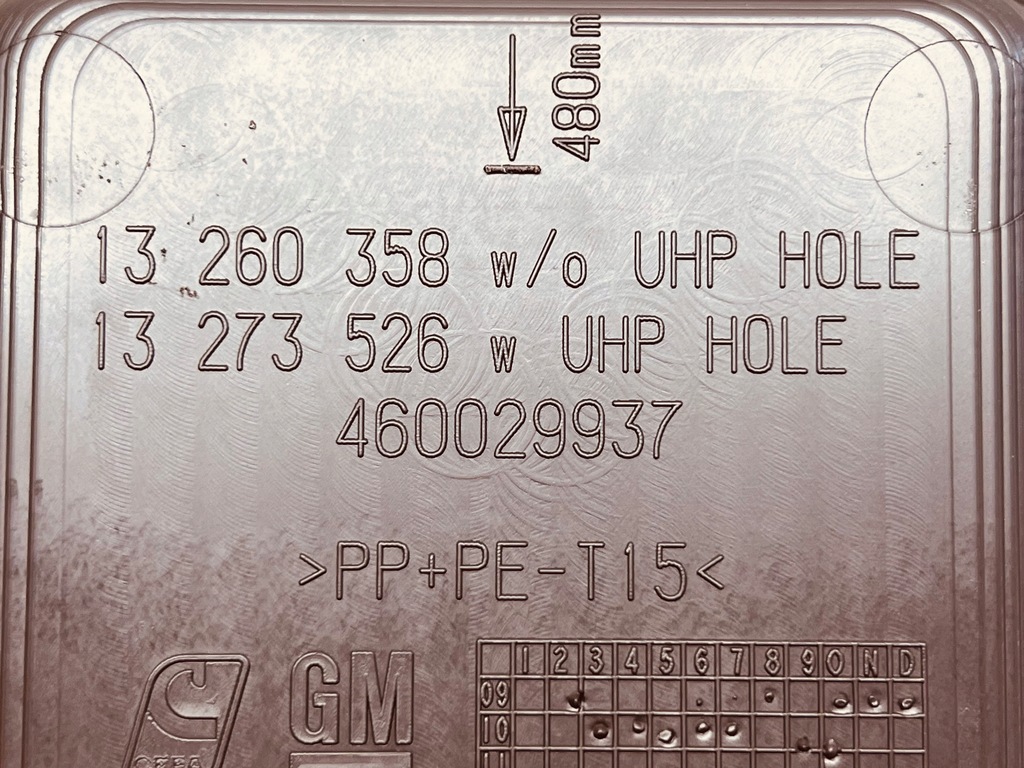 480mm
13 260 358 w/o UHP HOLE
13 273 526 w UHP HOLE
460029937
>PP+PE-T15<
GM
1 2 3 4 5 6 7 8 9 O N D
09
10